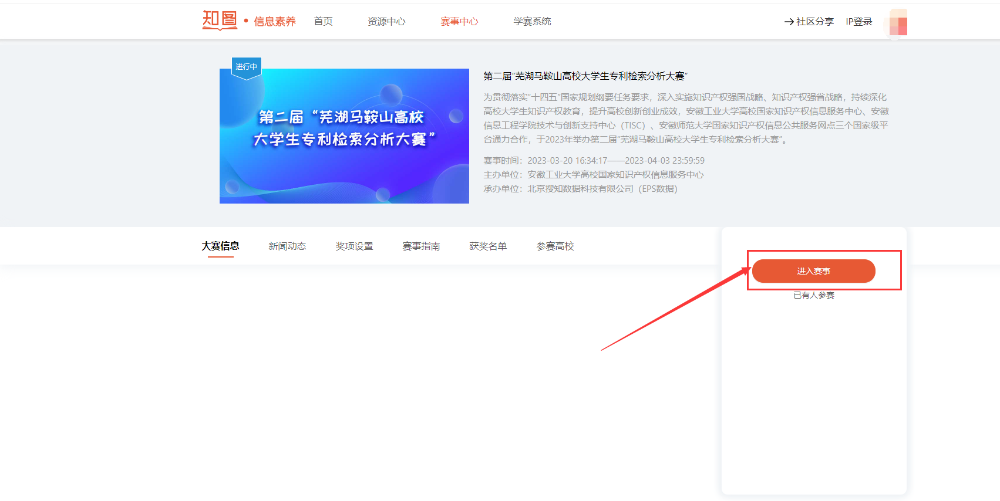 知图 • 信息素养 首页 资源中心 赛事中心 学赛系统 →社区分享 IP登录
进行中
第二届“芜湖马鞍山高校
大学生专利检索分析大赛”
第二届“芜湖马鞍山高校大学生专利检索分析大赛”
为贯彻落实“十四五”国家规划纲要任务要求，深入实施知识产权强国战略、知识产权强省战略，持续深化
高校大学生知识产权教育，提升高校创新创业成效，安徽工业大学高校国家知识产权信息服务中心、安徽
信息工程学院技术与创新支持中心（TISC）、安徽师范大学国家知识产权信息公共服务网点三个国家级平
台通力合作，于2023年举办第二届“芜湖马鞍山高校大学生专利检索分析大赛”。
赛事时间：2023-03-20 16:34:17——2023-04-03 23:59:59
主办单位：安徽工业大学高校国家知识产权信息服务中心
承办单位：北京搜知数据科技有限公司（EPS数据）
大赛信息 新闻动态 奖项设置 赛事指南 获奖名单 参赛高校
进入赛事
已有人参赛